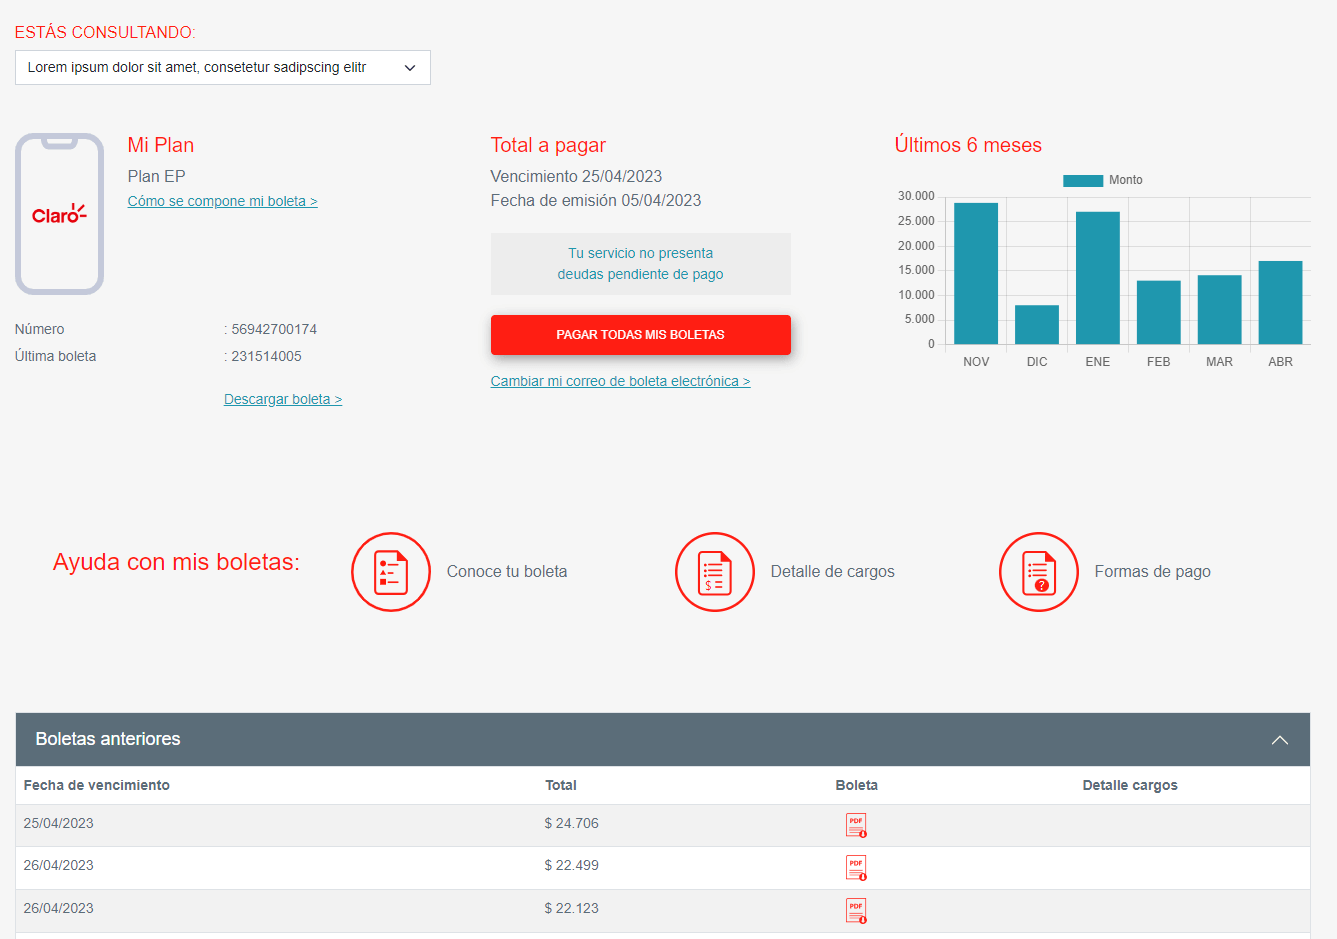 ESTÁS CONSULTANDO:
Lorem ipsum dolor sit amet, consetetur sadipscing elitr
Claro
Mi Plan
Plan EP
Cómo se compone mi boleta >
Número : 56942700174
Última boleta : 231514005
Descargar boleta >
Total a pagar
Vencimiento 25/04/2023
Fecha de emisión 05/04/2023
Tu servicio no presenta
deudas pendiente de pago
PAGAR TODAS MIS BOLETAS
Cambiar mi correo de boleta electrónica >
Últimos 6 meses
Monto
30.000
25.000
20.000
15.000
10.000
5.000
0
NOV DIC ENE FEB MAR ABR
Ayuda con mis boletas:
Conoce tu boleta
$
Detalle de cargos
?
Formas de pago
Boletas anteriores
Fecha de vencimiento Total Boleta Detalle cargos
25/04/2023 $ 24.706 PDF
26/04/2023 $ 22.499 PDF
26/04/2023 $ 22.123 PDF